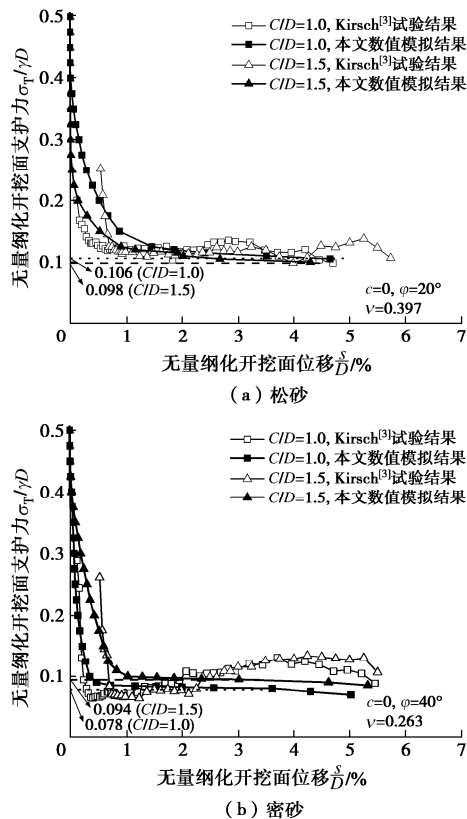 0.5
0.4
0.3
0.2
0.1
无量纲化开挖面支护力σT/γD
C/D=1.0, Kirsch[3]试验结果
C/D=1.0, 本文数值模拟结果
C/D=1.5, Kirsch[3]试验结果
C/D=1.5, 本文数值模拟结果
0.106 (C/D=1.0)
0.098 (C/D=1.5)
c=0, φ=20°
ν=0.397
0 1 2 3 4 5 6 7
无量纲化开挖面位移s/D/%
(a) 松砂
0.5
0.4
0.3
0.2
0.1
0
无量纲化开挖面支护力σT/γD
C/D=1.0, Kirsch[3]试验结果
C/D=1.0, 本文数值模拟结果
C/D=1.5, Kirsch[3]试验结果
C/D=1.5, 本文数值模拟结果
0.094 (C/D=1.5)
0.078 (C/D=1.0)
c=0, φ=40°
ν=0.263
0 1 2 3 4 5 6 7
无量纲化开挖面位移s/D/%
(b) 密砂